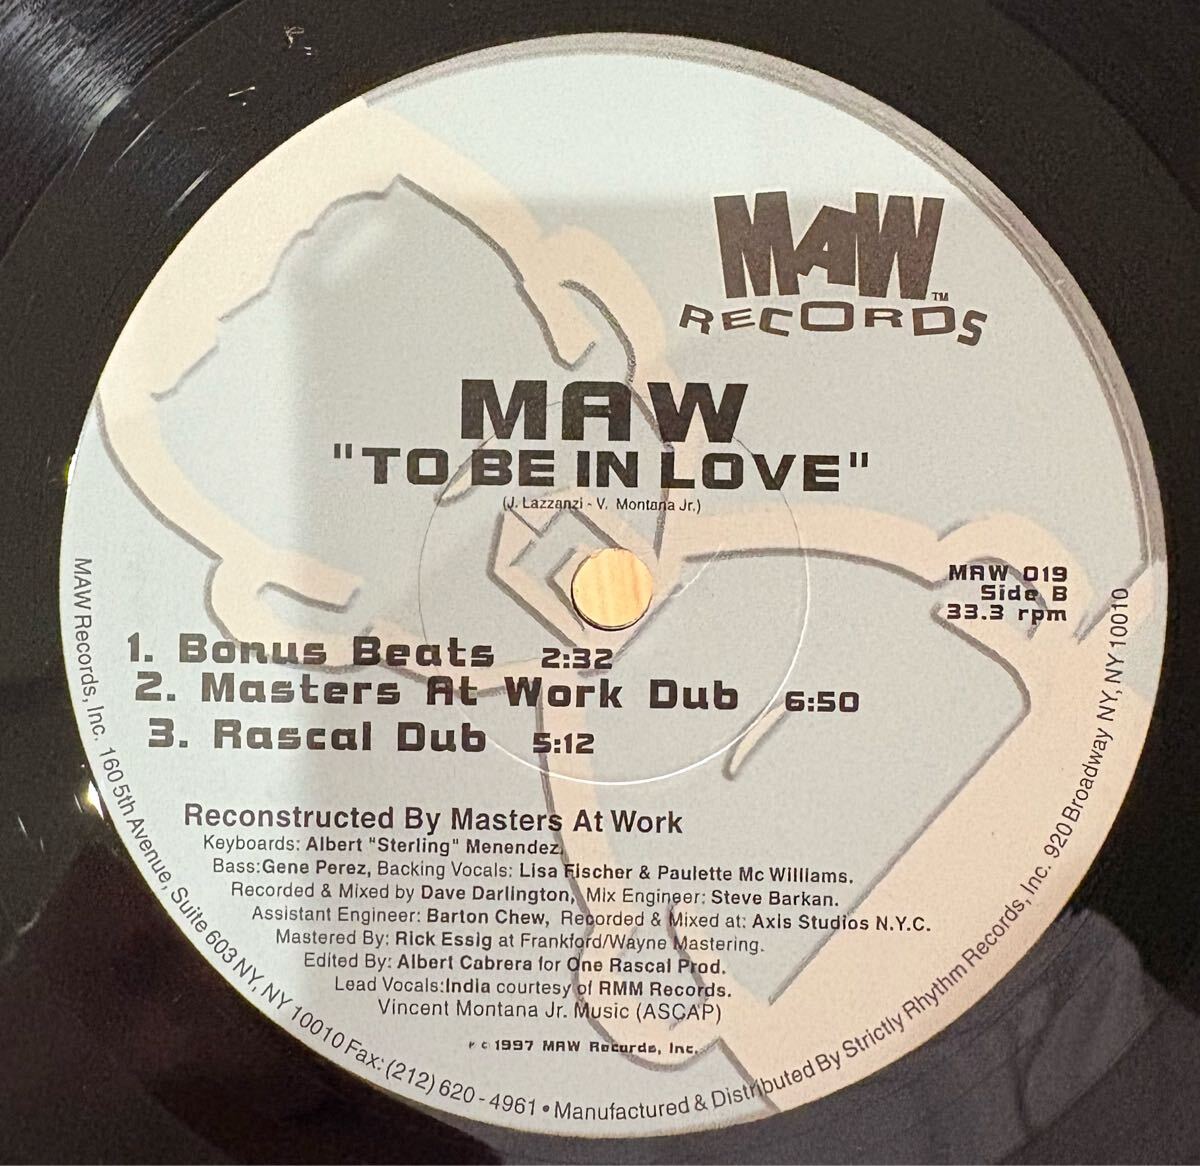 MAW
RECORDS™
MAW
"TO BE IN LOVE"
(J. Lazzanzi - V. Montana Jr.)
MAW 019
Side B
33.3 rpm
1. Bonus Beats 2:32
2. Masters At Work Dub 6:50
3. Rascal Dub 5:12
Reconstructed By Masters At Work
Keyboards: Albert "Sterling" Menendez,
Bass:Gene Perez, Backing Vocals: Lisa Fischer & Paulette Mc Williams.
Recorded & Mixed by Dave Darlington, Mix Engineer: Steve Barkan.
Assistant Engineer: Barton Chew, Recorded & Mixed at: Axis Studios N.Y.C.
Mastered By: Rick Essig at Frankford/Wayne Mastering.
Edited By: Albert Cabrera for One Rascal Prod.
Lead Vocals:India courtesy of RMM Records.
Vincent Montana Jr. Music (ASCAP)
℗ © 1997 MAW Records, Inc.
MAW Records, Inc. 160 5th Avenue, Suite 603 NY, NY 10010 Fax: (212) 620-4961 • Manufactured & Distributed By Strictly Rhythm Records, Inc. 920 Broadway NY, NY 10010